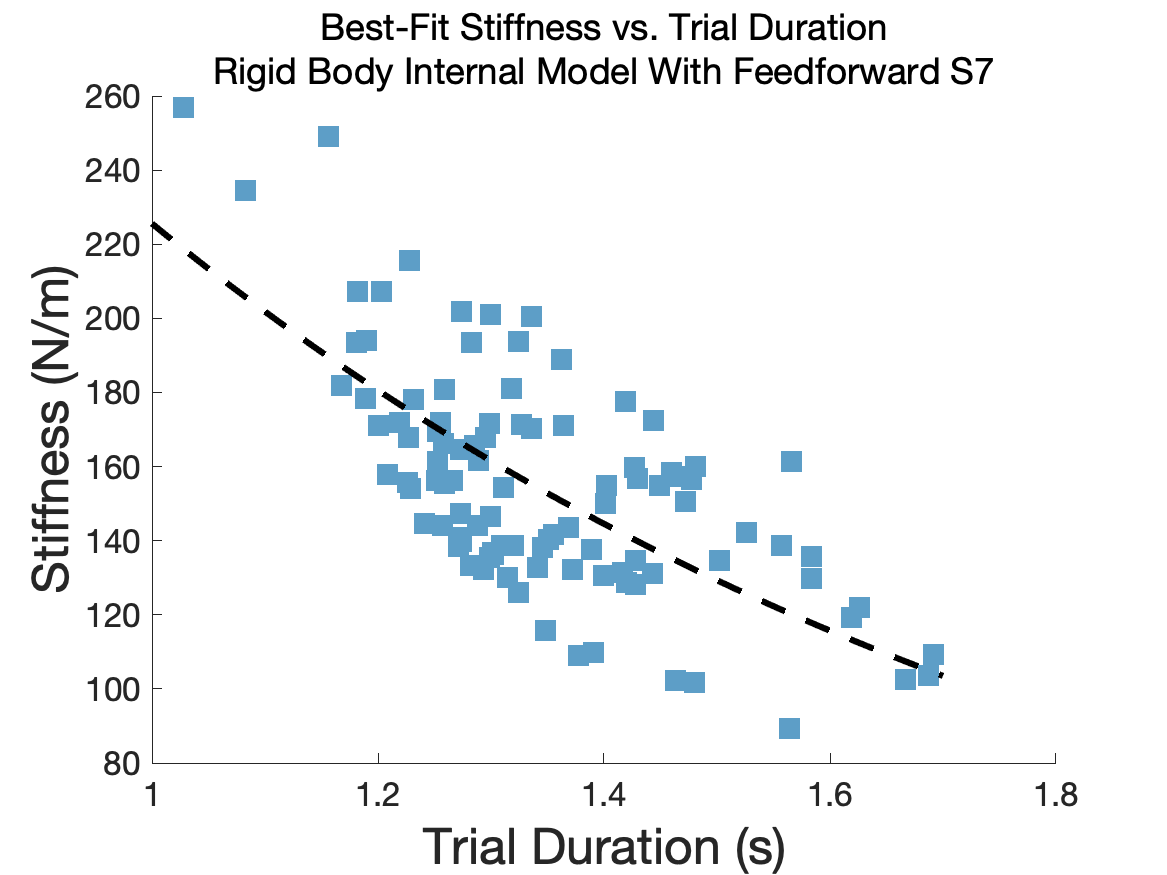 Best-Fit Stiffness vs. Trial Duration
Rigid Body Internal Model With Feedforward S7
260
240
220
200
180
160
140
120
100
80
Stiffness (N/m)
1 1.2 1.4 1.6 1.8
Trial Duration (s)